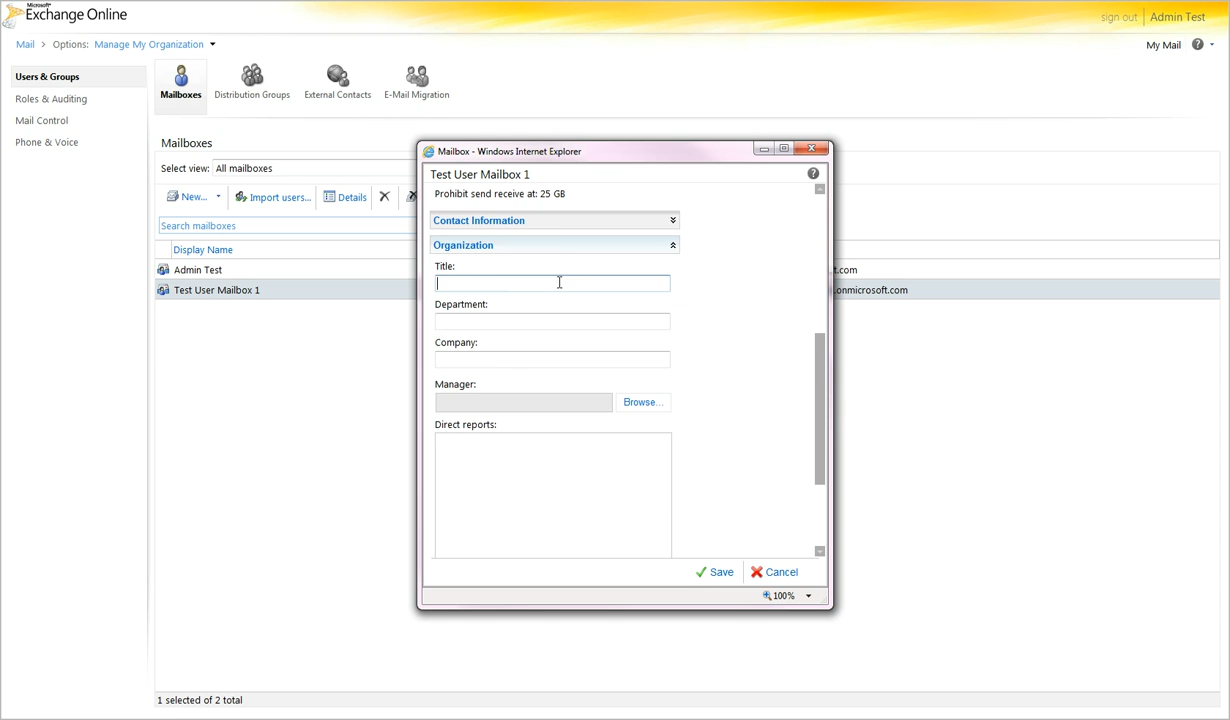 Microsoft®
Exchange Online
sign out | Admin Test
Mail > Options: Manage My Organization
My Mail
Users & Groups
Roles & Auditing
Mail Control
Phone & Voice
Mailboxes
Distribution Groups
External Contacts
E-Mail Migration
Mailboxes
Select view: All mailboxes
New...
Import users...
Details
Search mailboxes
Display Name
Admin Test
t.com
Test User Mailbox 1
.onmicrosoft.com
1 selected of 2 total
Mailbox - Windows Internet Explorer
Test User Mailbox 1
Prohibit send receive at: 25 GB
Contact Information
Organization
Title:
Department:
Company:
Manager:
Browse...
Direct reports:
Save
Cancel
100%